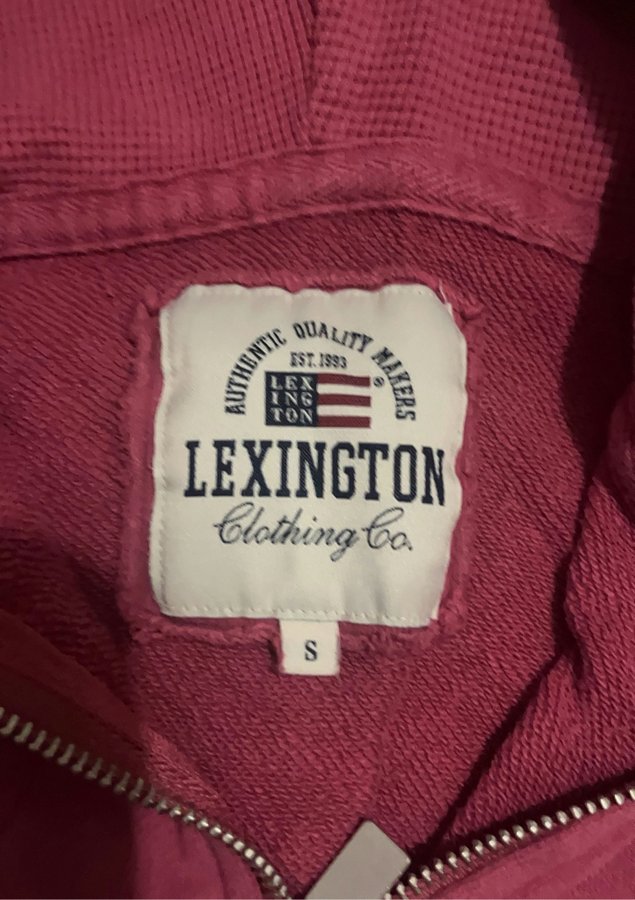 AUTHENTIC QUALITY MAKERS
EST. 1993
LEX
ING
TON
®
LEXINGTON
Clothing Co.
S